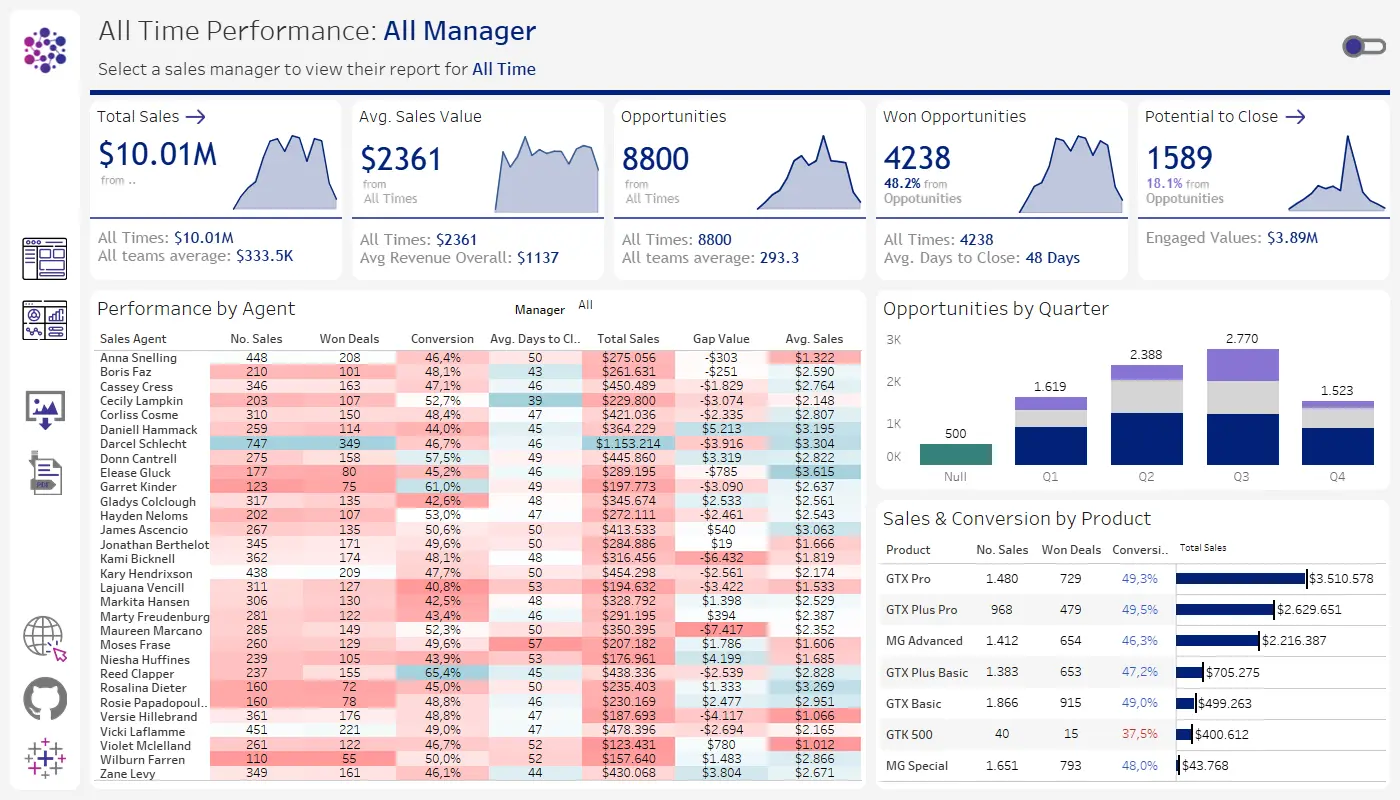 All Time Performance: All Manager
Select a sales manager to view their report for All Time
Total Sales →
$10.01M
from ..
All Times: $10.01M
All teams average: $333.5K
Avg. Sales Value
$2361
from
All Times
All Times: $2361
Avg Revenue Overall: $1137
Opportunities
8800
from
All Times
All Times: 8800
All teams average: 293.3
Won Opportunities
4238
48.2% from
Oppotunities
All Times: 4238
Avg. Days to Close: 48 Days
Potential to Close →
1589
18.1% from
Oppotunities
Engaged Values: $3.89M
Performance by Agent
Manager All
Sales Agent No. Sales Won Deals Conversion Avg. Days to Cl.. Total Sales Gap Value Avg. Sales
Anna Snelling 448 208 46,4% 50 $275.056 -$303 $1.322
Boris Faz 210 101 48,1% 43 $261.631 -$251 $2.590
Cassey Cress 346 163 47,1% 46 $450.489 -$1.829 $2.764
Cecily Lampkin 203 107 52,7% 39 $229.800 -$3.074 $2.148
Corliss Cosme 310 150 48,4% 47 $421.036 -$2.335 $2.807
Daniell Hammack 259 114 44,0% 45 $364.229 $5.213 $3.195
Darcel Schlecht 747 349 46,7% 46 $1.153.214 -$3.916 $3.304
Donn Cantrell 275 158 57,5% 49 $445.860 $3.319 $2.822
Elease Gluck 177 80 45,2% 46 $289.195 -$785 $3.615
Garret Kinder 123 75 61,0% 49 $197.773 -$3.090 $2.637
Gladys Colclough 317 135 42,6% 48 $345.674 $2.533 $2.561
Hayden Neloms 202 107 53,0% 47 $272.111 -$2.461 $2.543
James Ascencio 267 135 50,6% 50 $413.533 $540 $3.063
Jonathan Berthelot 345 171 49,6% 50 $284.886 $19 $1.666
Kami Bicknell 362 174 48,1% 48 $316.456 -$6.432 $1.819
Kary Hendrixson 438 209 47,7% 50 $454.298 -$2.561 $2.174
Lajuana Vencill 311 127 40,8% 53 $194.632 -$3.422 $1.533
Markita Hansen 306 130 42,5% 48 $328.792 $1.398 $2.529
Marty Freudenburg 281 122 43,4% 46 $291.195 $394 $2.387
Maureen Marcano 285 149 52,3% 50 $350.395 -$7.417 $2.352
Moses Frase 260 129 49,6% 57 $207.182 $1.786 $1.606
Niesha Huffines 239 105 43,9% 53 $176.961 $4.199 $1.685
Reed Clapper 237 155 65,4% 45 $438.336 -$2.539 $2.828
Rosalina Dieter 160 72 45,0% 50 $235.403 $1.333 $3.269
Rosie Papadopoul.. 160 78 48,8% 46 $230.169 $2.477 $2.951
Versie Hillebrand 361 176 48,8% 47 $187.693 -$4.117 $1.066
Vicki Laflamme 451 221 49,0% 47 $478.396 -$2.694 $2.165
Violet Mclelland 261 122 46,7% 52 $123.431 $780 $1.012
Wilburn Farren 110 55 50,0% 52 $157.640 $1.483 $2.866
Zane Levy 349 161 46,1% 44 $430.068 $3.804 $2.671
Opportunities by Quarter
3K
2K
1K
0K
500 1.619 2.388 2.770 1.523
Null Q1 Q2 Q3 Q4
Sales & Conversion by Product
Product No. Sales Won Deals Conversi.. Total Sales
GTX Pro 1.480 729 49,3% $3.510.578
GTX Plus Pro 968 479 49,5% $2.629.651
MG Advanced 1.412 654 46,3% $2.216.387
GTX Plus Basic 1.383 653 47,2% $705.275
GTX Basic 1.866 915 49,0% $499.263
GTK 500 40 15 37,5% $400.612
MG Special 1.651 793 48,0% $43.768